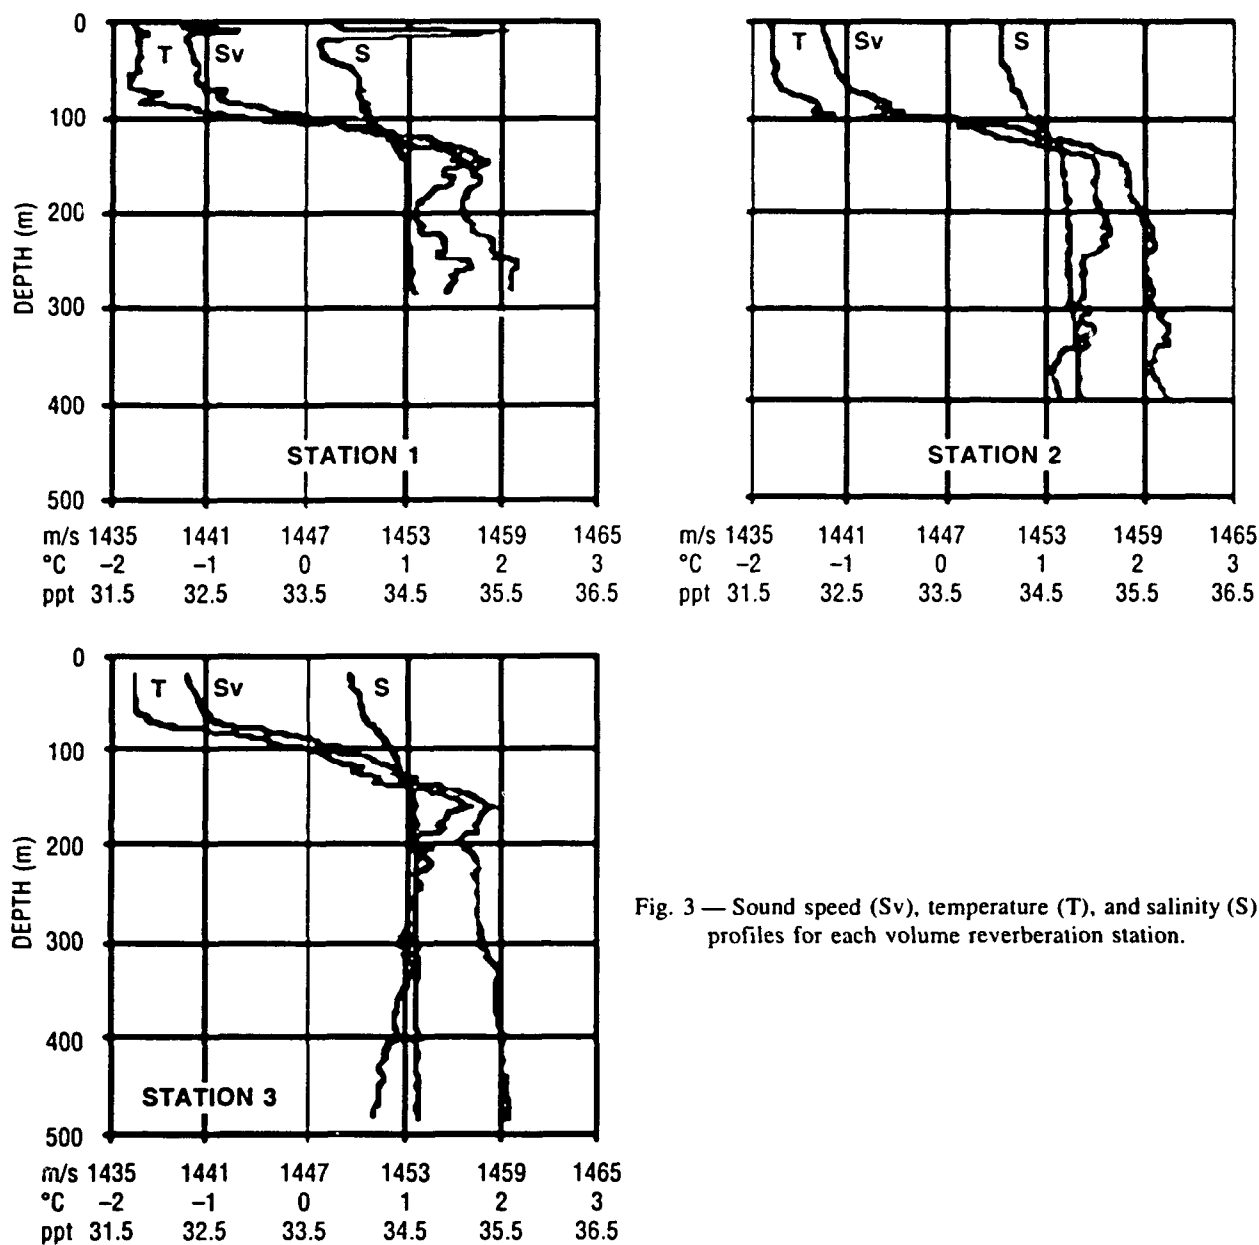 0
T
Sv
S
100
200
300
400
500
DEPTH (m)
STATION 1
m/s 1435 1441 1447 1453 1459 1465
°C -2 -1 0 1 2 3
ppt 31.5 32.5 33.5 34.5 35.5 36.5
T
Sv
S
STATION 2
m/s 1435 1441 1447 1453 1459 1465
°C -2 -1 0 1 2 3
ppt 31.5 32.5 33.5 34.5 35.5 36.5
0
T
Sv
S
100
200
300
400
500
DEPTH (m)
STATION 3
m/s 1435 1441 1447 1453 1459 1465
°C -2 -1 0 1 2 3
ppt 31.5 32.5 33.5 34.5 35.5 36.5
Fig. 3 — Sound speed (Sv), temperature (T), and salinity (S)
profiles for each volume reverberation station.